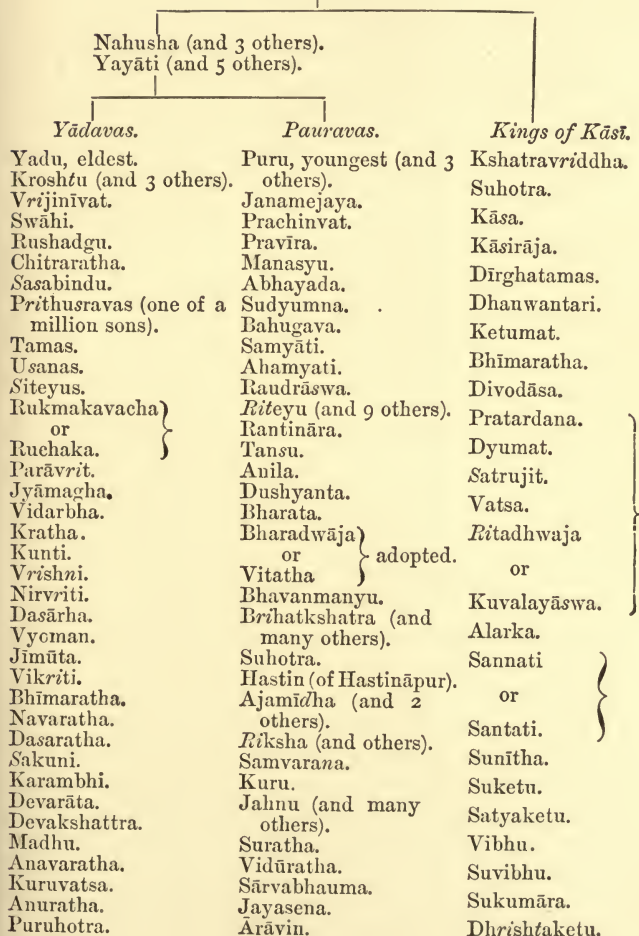 Nahusha (and 3 others).
Yayāti (and 5 others).
Yādavas.
Yadu, eldest.
Kroshtu (and 3 others).
Vrijinīvat.
Swāhi.
Rushadgu.
Chitraratha.
Sasabindu.
Prithusravas (one of a
million sons).
Tamas.
Usanas.
Siteyus.
Rukmakavacha
or
Ruchaka.
Parāvrit.
Jyāmagha.
Vidarbha.
Kratha.
Kunti.
Vrishni.
Nirvriti.
Dasārha.
Vyoman.
Jīmūta.
Vikriti.
Bhīmaratha.
Navaratha.
Dasaratha.
Sakuni.
Karambhi.
Devarāta.
Devakshattra.
Madhu.
Anavaratha.
Kuruvatsa.
Anuratha.
Puruhotra.
Pauravas.
Puru, youngest (and 3
others).
Janamejaya.
Prachinvat.
Pravīra.
Manasyu.
Abhayada.
Sudyumna.
Bahugava.
Samyāti.
Ahamyati.
Raudrāswa.
Riteyu (and 9 others).
Rantināra.
Tansu.
Anila.
Dushyanta.
Bharata.
Bharadwāja
or
adopted.
Vitatha
Bhavanmanyu.
Brihatkshatra (and
many others).
Suhotra.
Hastin (of Hastināpur).
Ajamīdha (and 2
others).
Riksha (and others).
Samvarana.
Kuru.
Jahnu (and many
others).
Suratha.
Vidūratha.
Sārvabhauma.
Jayasena.
Ārāvin.
Kings of Kāsī.
Kshatravriddha.
Suhotra.
Kāsa.
Kāsirāja.
Dīrghatamas.
Dhanwantari.
Ketumat.
Bhīmaratha.
Divodāsa.
Pratardana.
Dyumat.
Satrujit.
Vatsa.
Ritadhwaja
or
Kuvalayāswa.
Alarka.
Sannati
or
Santati.
Sunītha.
Suketu.
Satyaketu.
Vibhu.
Suvibhu.
Sukumāra.
Dhrishtaketu.